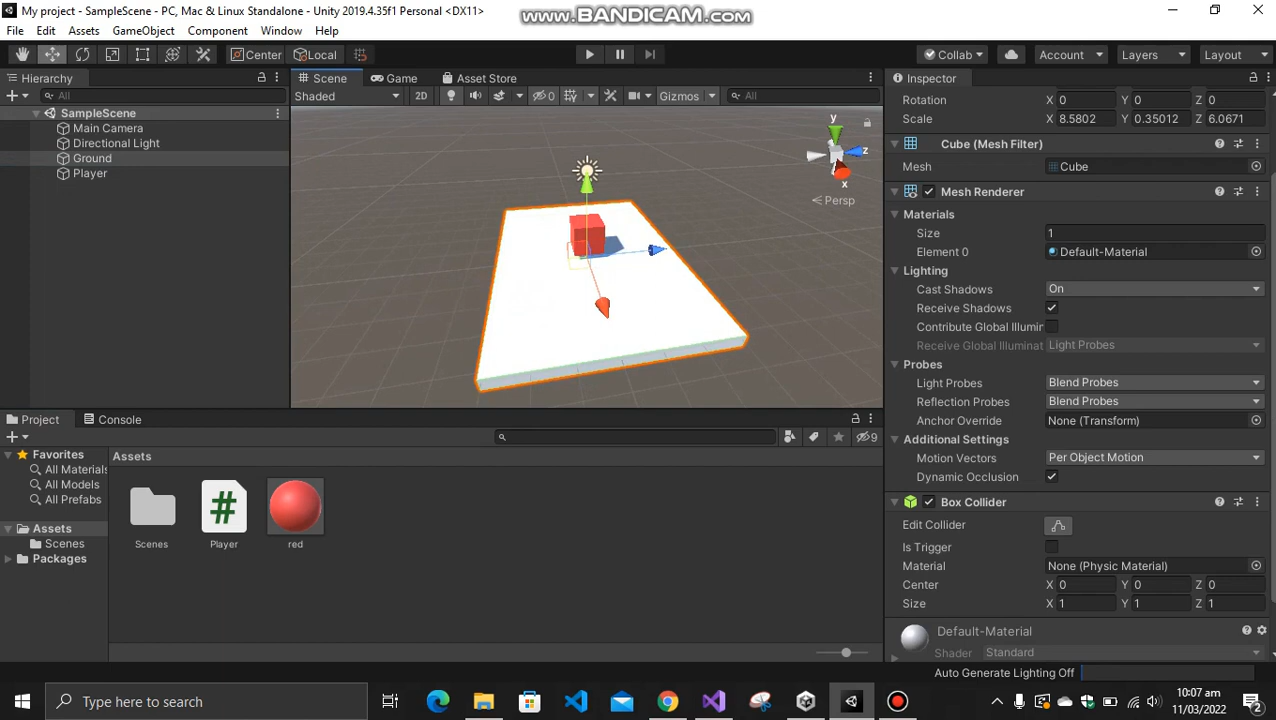 My project - SampleScene - PC, Mac & Linux Standalone - Unity 2019.4.35f1 Personal <DX11>
www.BANDICAM.com
File Edit Assets GameObject Component Window Help
Center Local Collab Account Layers Layout
Hierarchy
All
SampleScene
Main Camera
Directional Light
Ground
Player
Scene Game Asset Store
Shaded 2D 0 Gizmos All
y
z
x
Persp
Inspector
Rotation X 0 Y 0 Z 0
Scale X 8.5802 Y 0.35012 Z 6.0671
Cube (Mesh Filter)
Mesh Cube
Mesh Renderer
Materials
Size 1
Element 0 Default-Material
Lighting
Cast Shadows On
Receive Shadows
Contribute Global Illumin
Receive Global Illuminat Light Probes
Probes
Light Probes Blend Probes
Reflection Probes Blend Probes
Anchor Override None (Transform)
Additional Settings
Motion Vectors Per Object Motion
Dynamic Occlusion
Box Collider
Edit Collider
Is Trigger
Material None (Physic Material)
Center X 0 Y 0 Z 0
Size X 1 Y 1 Z 1
Default-Material
Shader Standard
Auto Generate Lighting Off
Project Console
9
Favorites
All Materials
All Models
All Prefabs
Assets
Scenes
Packages
Assets
#
Scenes Player red
Type here to search
10:07 am
11/03/2022
2